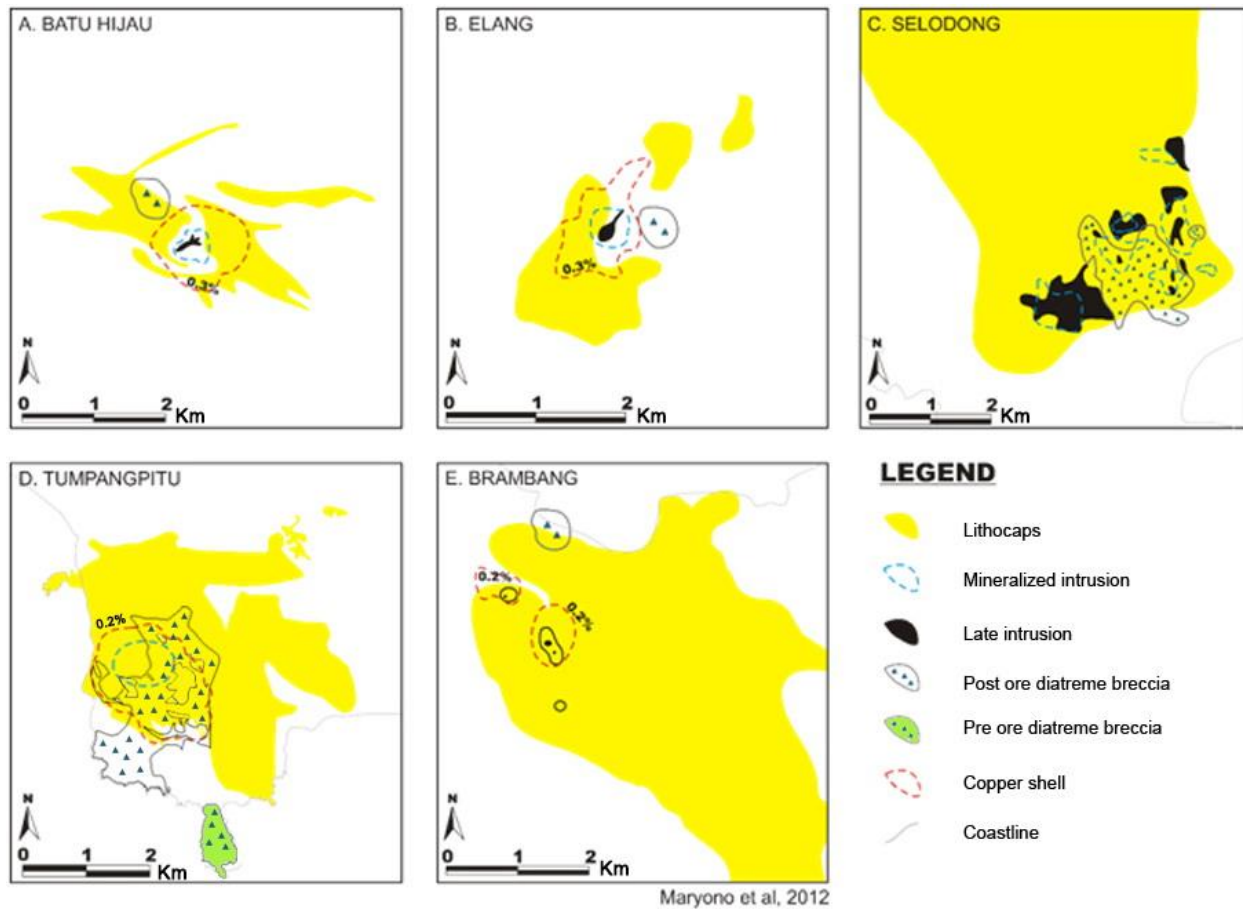 A. BATU HIJAU
0.3%
N
0 1 2 Km
B. ELANG
0.3%
N
0 1 2 Km
C. SELODONG
N
0 1 2 Km
D. TUMPANGPITU
0.2%
N
0 1 2 Km
E. BRAMBANG
0.2%
0.2%
N
0 1 2 Km
LEGEND
Lithocaps
Mineralized intrusion
Late intrusion
Post ore diatreme breccia
Pre ore diatreme breccia
Copper shell
Coastline
Maryono et al, 2012